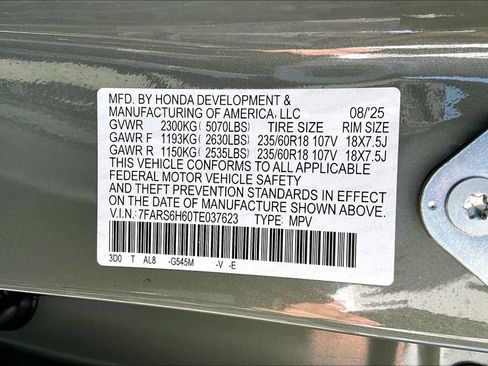 MFD. BY HONDA DEVELOPMENT &
MANUFACTURING OF AMERICA, LLC 08/'25
GVWR 2300KG( 5070LBS) TIRE SIZE RIM SIZE
GAWR F 1193KG ( 2630LBS) 235/60R18 107V 18X7.5J
GAWR R 1150KG ( 2535LBS) 235/60R18 107V 18X7.5J
THIS VEHICLE CONFORMS TO ALL APPLICABLE
FEDERAL MOTOR VEHICLE SAFETY
AND THEFT PREVENTION STANDARDS IN EFFECT
ON THE DATE OF MANUFACTURE SHOWN ABOVE.
V.I.N.: 7FARS6H60TE037623 TYPE: MPV
3D0 T AL8 -G545M -V -E